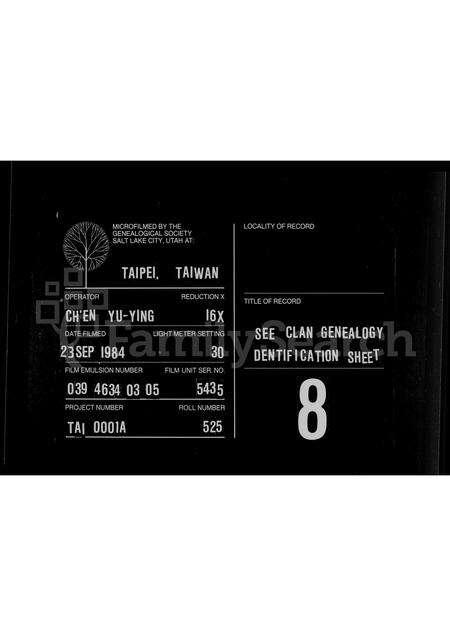 MICROFILMED BY THE
GENEALOGICAL SOCIETY
SALT LAKE CITY, UTAH AT:
TAIPEI, TAIWAN
OPERATOR REDUCTION X
CH'EN YU-YING 16X
DATE FILMED LIGHT METER SETTING
23 SEP 1984 30
FILM EMULSION NUMBER FILM UNIT SER. NO.
039 4634 03 05 5435
PROJECT NUMBER ROLL NUMBER
TAI 0001A 525
LOCALITY OF RECORD
TITLE OF RECORD
SEE CLAN GENEALOGY
DENTIFICATION SHEET
8
FamilySearch